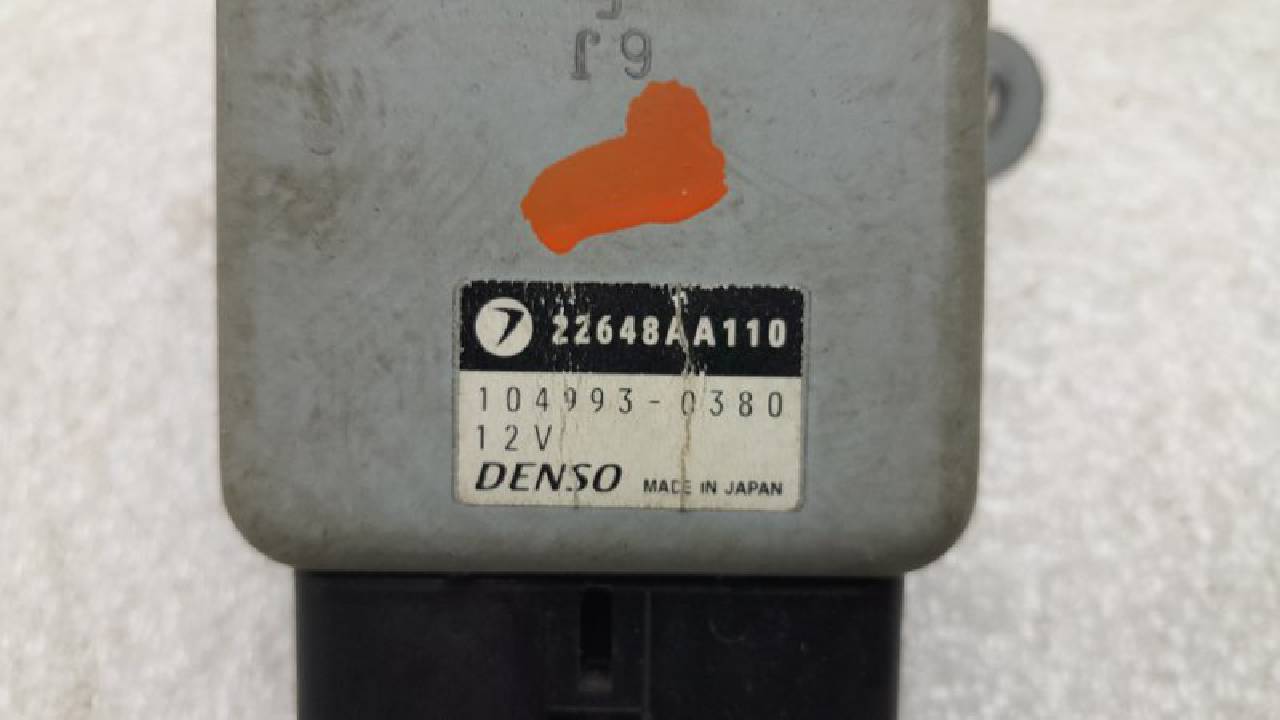 22648AA110
104993-0380
12V
DENSO MADE IN JAPAN